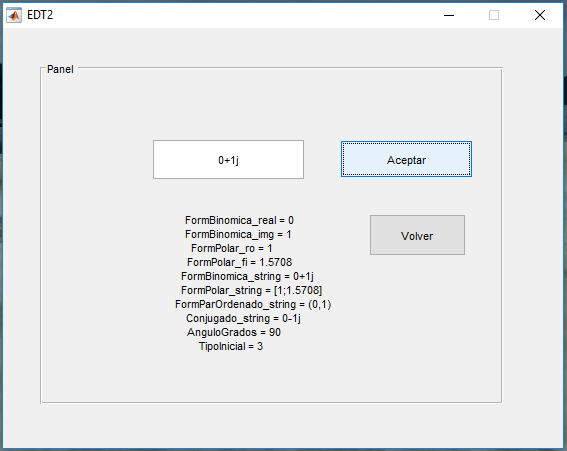 EDT2
Panel
0+1j
Aceptar
Volver
FormBinomica_real = 0
FormBinomica_img = 1
FormPolar_ro = 1
FormPolar_fi = 1.5708
FormBinomica_string = 0+1j
FormPolar_string = [1;1.5708]
FormParOrdenado_string = (0,1)
Conjugado_string = 0-1j
AnguloGrados = 90
TipoInicial = 3